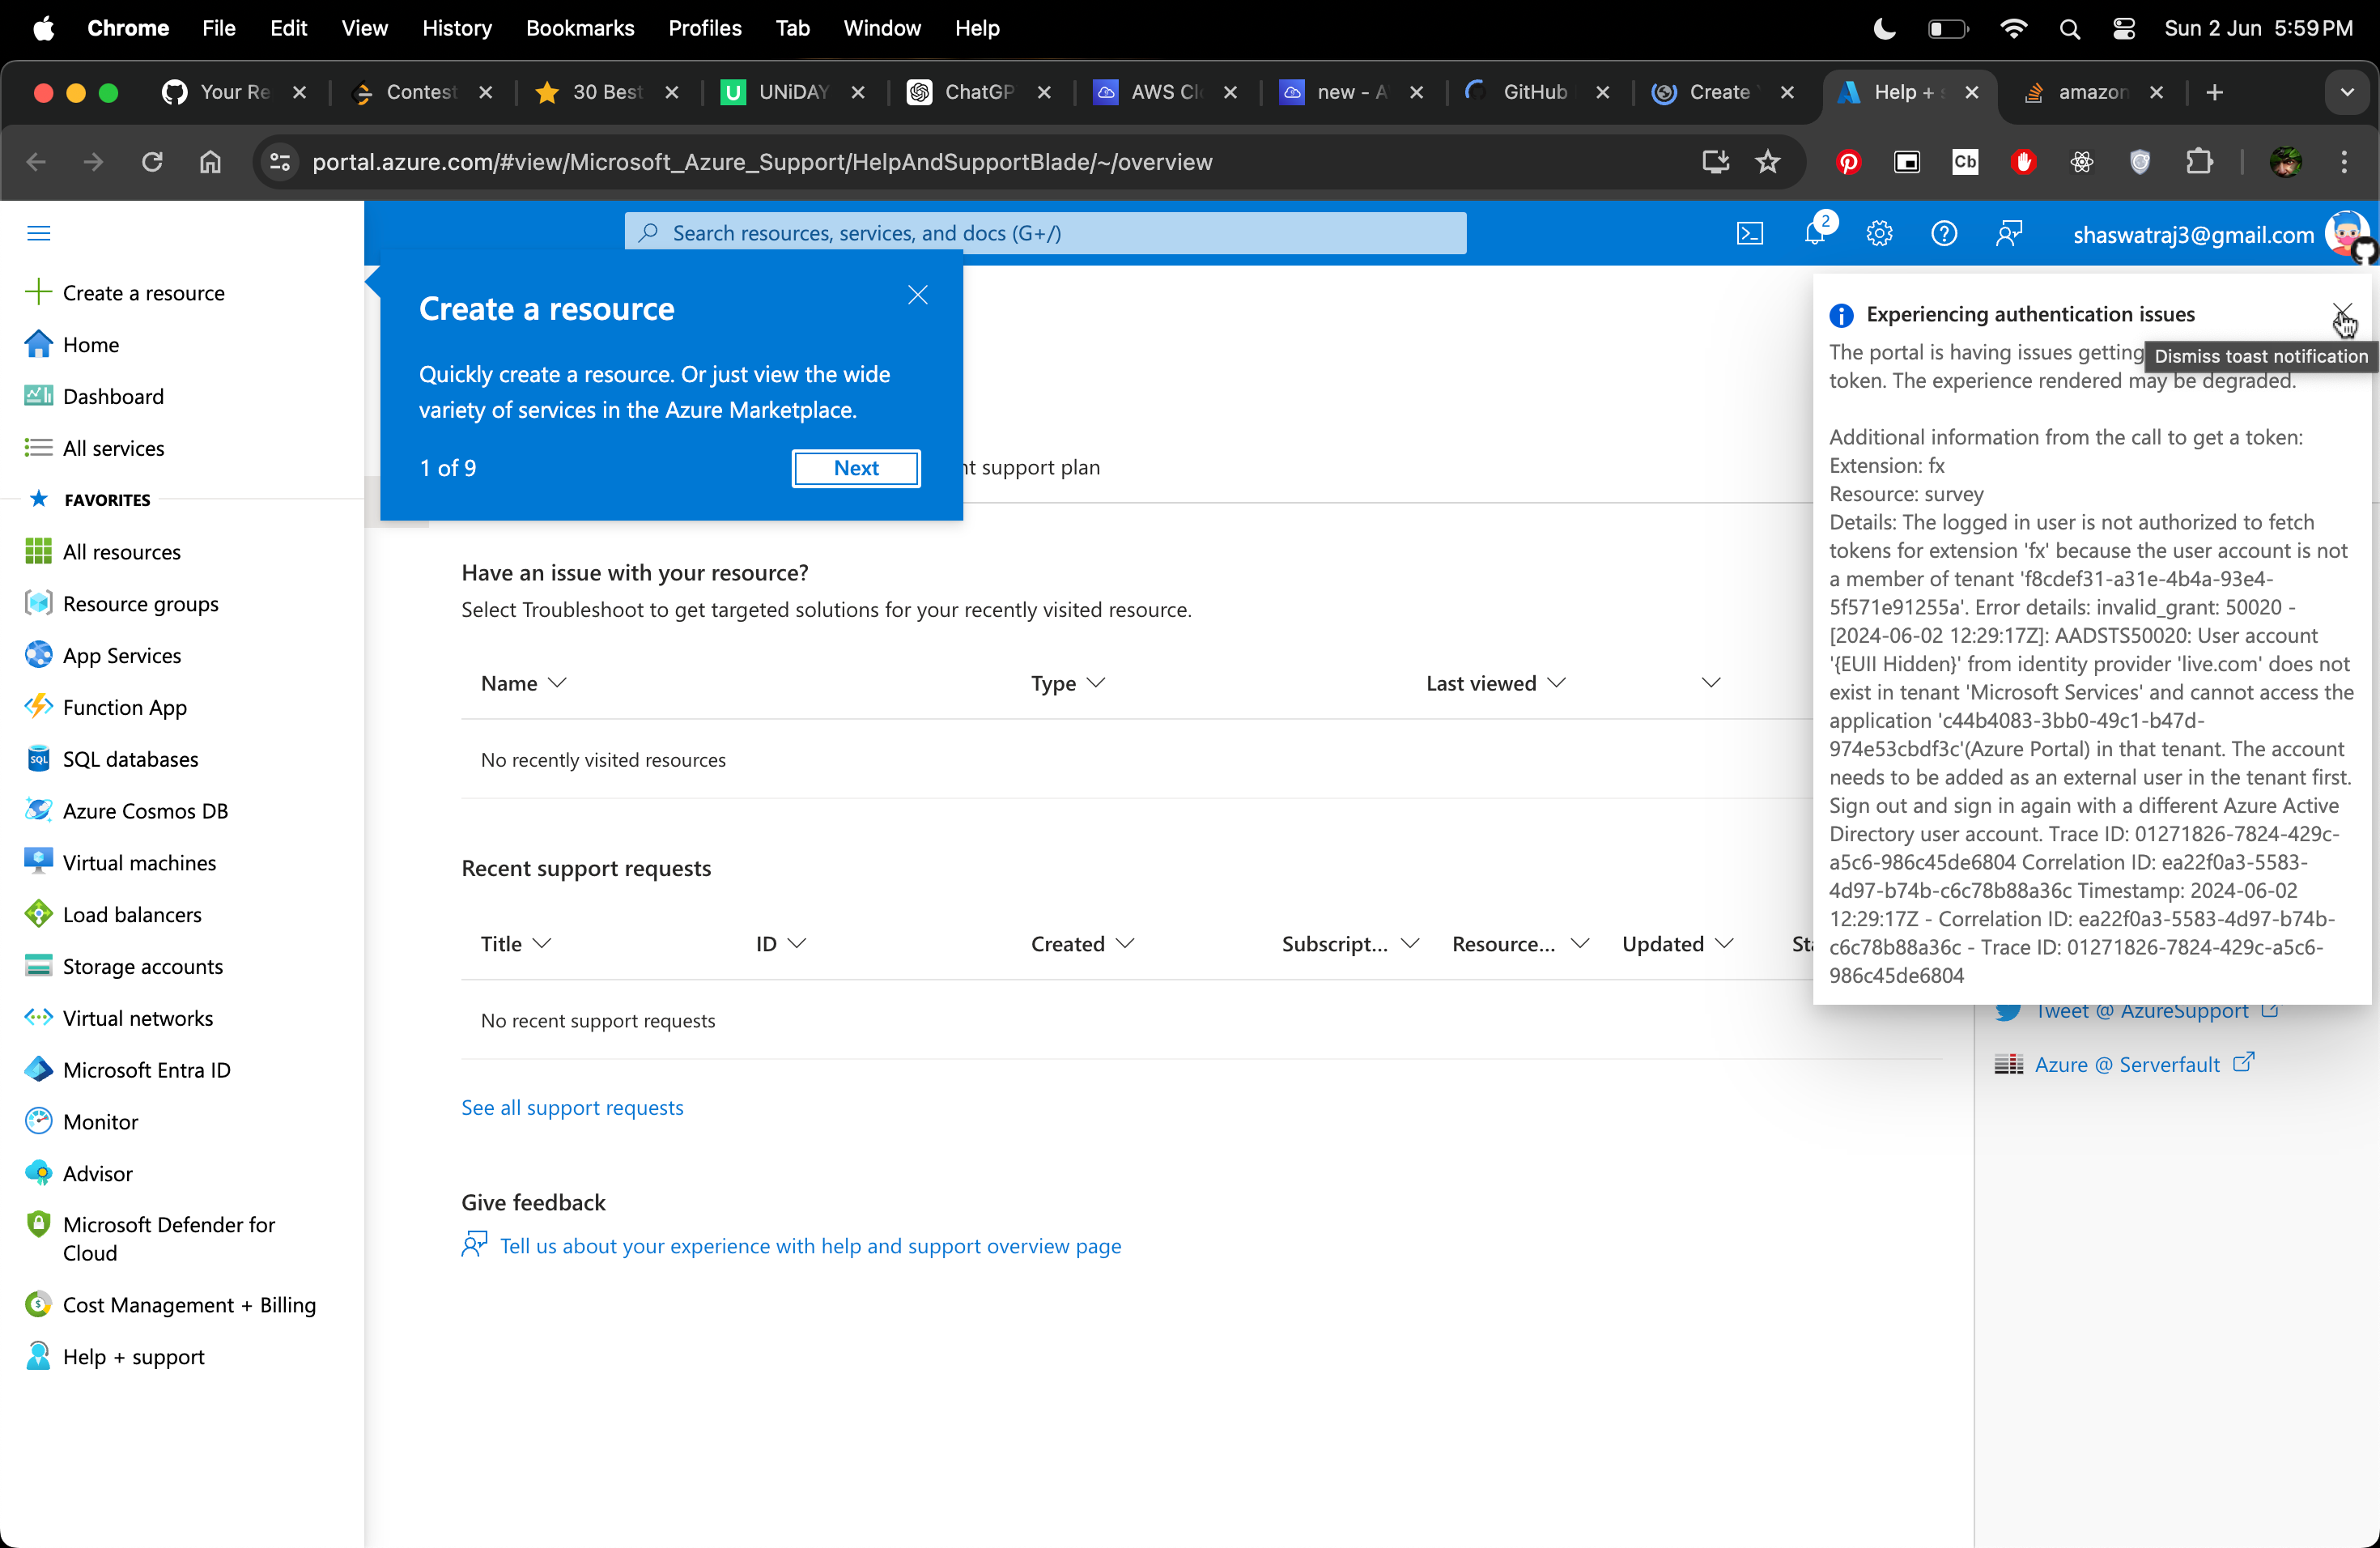 Chrome File Edit View History Bookmarks Profiles Tab Window Help Sun 2 Jun 5:59 PM
Your Re Contest 30 Best UNiDAY ChatGP AWS Cl new - A GitHub Create Help + amazon
portal.azure.com/#view/Microsoft_Azure_Support/HelpAndSupportBlade/~/overview
Cb
Search resources, services, and docs (G+/)
2
shaswatraj3@gmail.com
Create a resource
Home
Dashboard
All services
FAVORITES
All resources
Resource groups
App Services
Function App
SQL
SQL databases
Azure Cosmos DB
Virtual machines
Load balancers
Storage accounts
Virtual networks
Microsoft Entra ID
Monitor
Advisor
Microsoft Defender for
Cloud
Cost Management + Billing
Help + support
Create a resource
Quickly create a resource. Or just view the wide
variety of services in the Azure Marketplace.
1 of 9
Next
support plan
Have an issue with your resource?
Select Troubleshoot to get targeted solutions for your recently visited resource.
Name Type Last viewed
No recently visited resources
Recent support requests
Title ID Created Subscript... Resource... Updated
No recent support requests
See all support requests
Give feedback
Tell us about your experience with help and support overview page
Experiencing authentication issues
Dismiss toast notification
The portal is having issues getting
token. The experience rendered may be degraded.
Additional information from the call to get a token:
Extension: fx
Resource: survey
Details: The logged in user is not authorized to fetch
tokens for extension 'fx' because the user account is not
a member of tenant 'f8cdef31-a31e-4b4a-93e4-
5f571e91255a'. Error details: invalid_grant: 50020 -
[2024-06-02 12:29:17Z]: AADSTS50020: User account
'{EUII Hidden}' from identity provider 'live.com' does not
exist in tenant 'Microsoft Services' and cannot access the
application 'c44b4083-3bb0-49c1-b47d-
974e53cbdf3c'(Azure Portal) in that tenant. The account
needs to be added as an external user in the tenant first.
Sign out and sign in again with a different Azure Active
Directory user account. Trace ID: 01271826-7824-429c-
a5c6-986c45de6804 Correlation ID: ea22f0a3-5583-
4d97-b74b-c6c78b88a36c Timestamp: 2024-06-02
12:29:17Z - Correlation ID: ea22f0a3-5583-4d97-b74b-
c6c78b88a36c - Trace ID: 01271826-7824-429c-a5c6-
986c45de6804
Tweet @ AzureSupport
Azure @ Serverfault